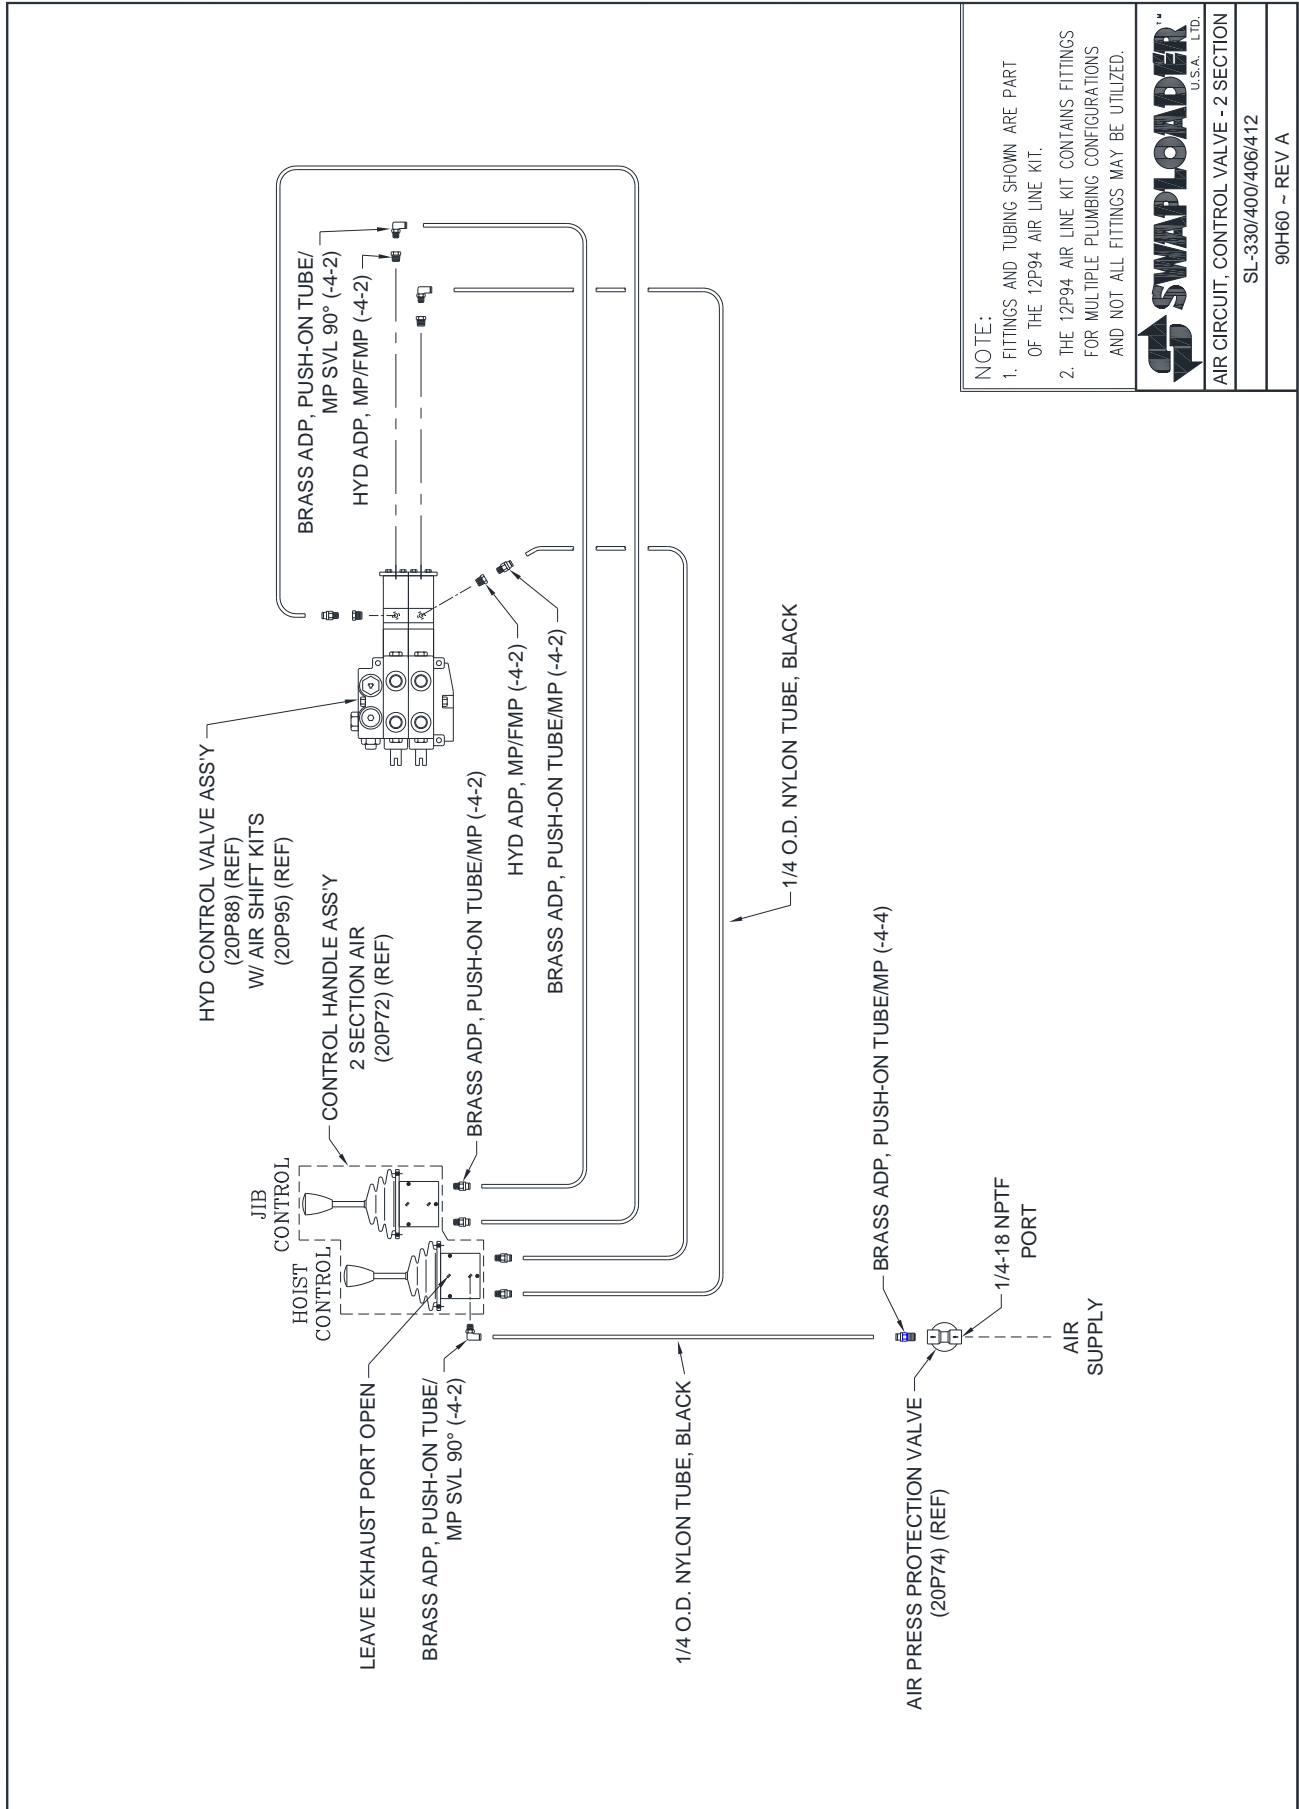 HYD CONTROL VALVE ASS'Y
(20P88) (REF)
W/ AIR SHIFT KITS
(20P95) (REF)
BRASS ADP, PUSH-ON TUBE/
MP SVL 90° (-4-2)
HYD ADP, MP/FMP (-4-2)
CONTROL HANDLE ASS'Y
2 SECTION AIR
(20P72) (REF)
JIB
CONTROL
HOIST
CONTROL
LEAVE EXHAUST PORT OPEN
BRASS ADP, PUSH-ON TUBE/
MP SVL 90° (-4-2)
BRASS ADP, PUSH-ON TUBE/MP (-4-2)
HYD ADP, MP/FMP (-4-2)
BRASS ADP, PUSH-ON TUBE/MP (-4-2)
1/4 O.D. NYLON TUBE, BLACK
1/4 O.D. NYLON TUBE, BLACK
BRASS ADP, PUSH-ON TUBE/MP (-4-4)
AIR PRESS PROTECTION VALVE
(20P74) (REF)
1/4-18 NPTF
PORT
AIR
SUPPLY
NOTE:
1. FITTINGS AND TUBING SHOWN ARE PART
OF THE 12P94 AIR LINE KIT.
2. THE 12P94 AIR LINE KIT CONTAINS FITTINGS
FOR MULTIPLE PLUMBING CONFIGURATIONS
AND NOT ALL FITTINGS MAY BE UTILIZED.
SWAPLOADER™
U.S.A. LTD.
AIR CIRCUIT, CONTROL VALVE - 2 SECTION
SL-330/400/406/412
90H60 ~ REV A